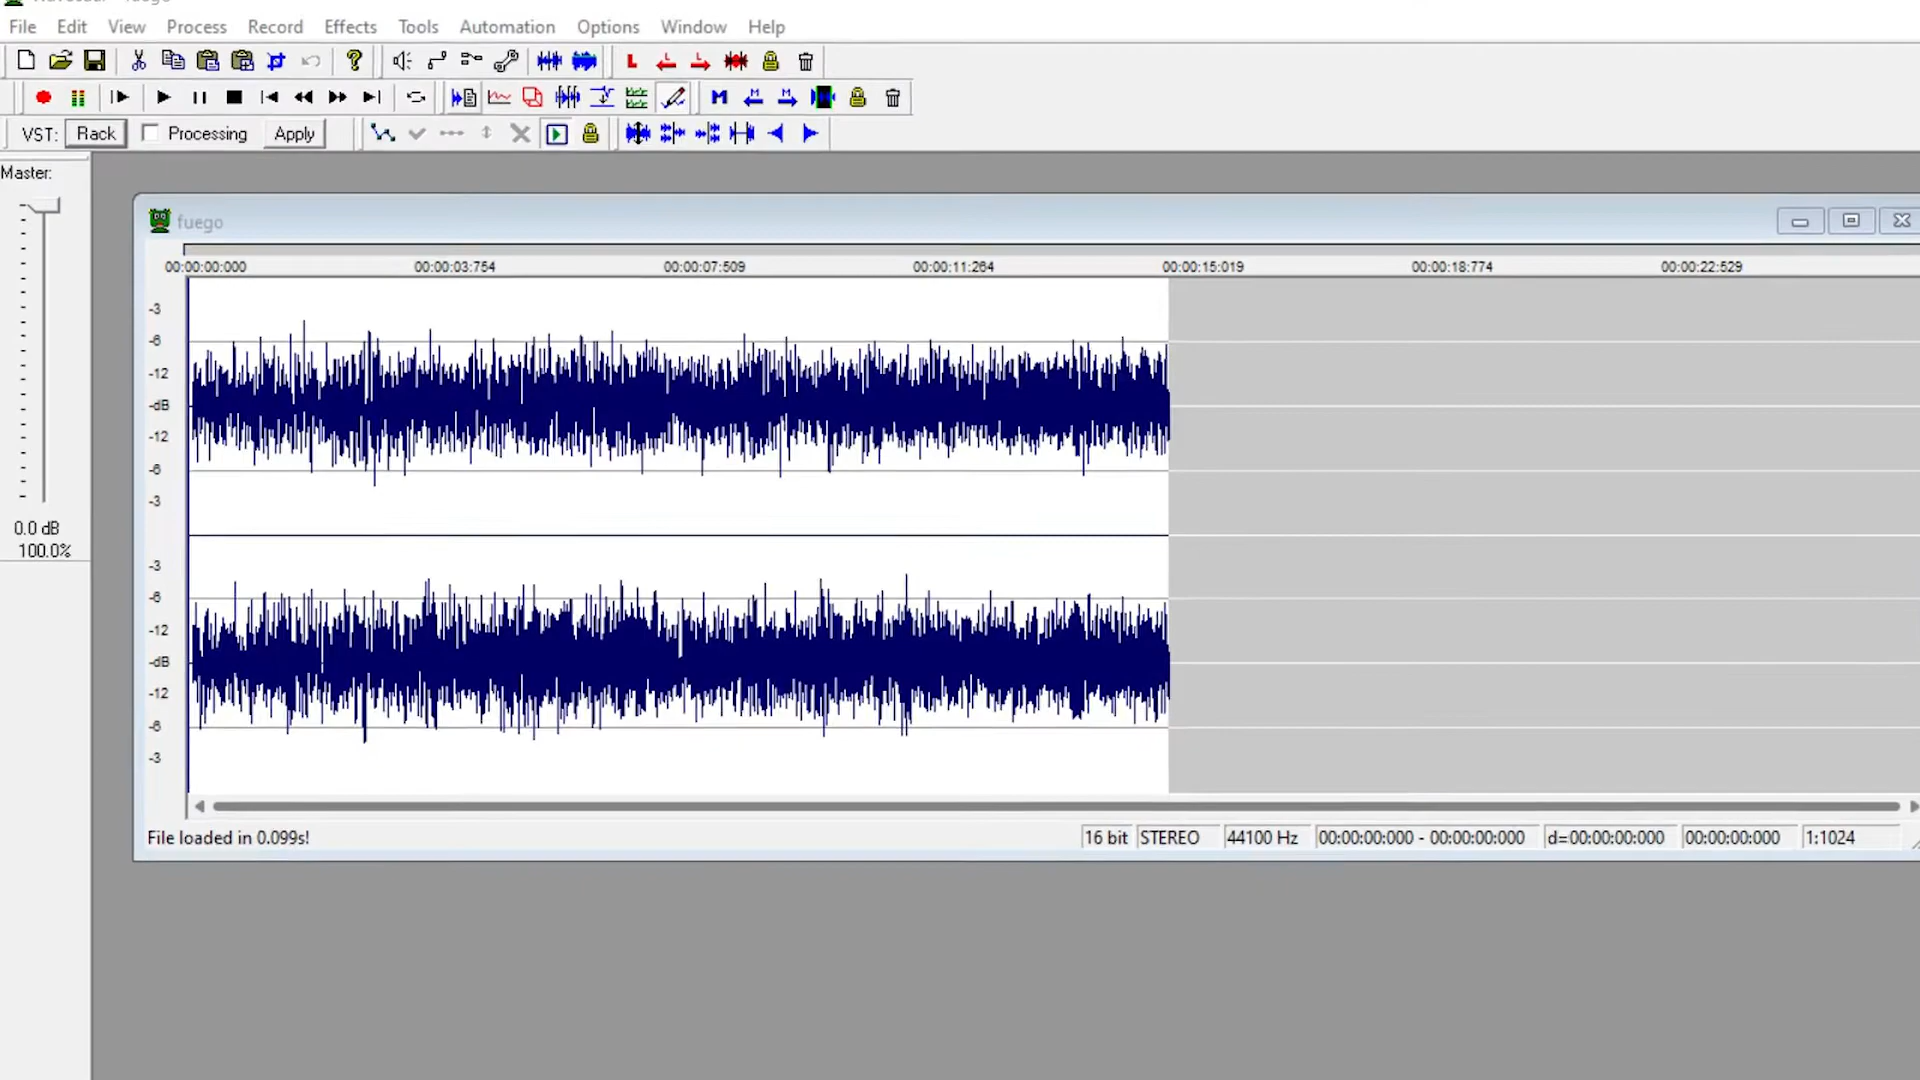 File Edit View Process Record Effects Tools Automation Options Window Help
VST: Rack Processing Apply
Master:
fuego
00:00:00:000 00:00:03:754 00:00:07:509 00:00:11:264 00:00:15:019 00:00:18:774 00:00:22:529
-3
-6
-12
-dB
-12
-6
-3
-3
-6
-12
-dB
-12
-6
-3
0.0 dB
100.0%
File loaded in 0.099s! 16 bit STEREO 44100 Hz 00:00:00:000 - 00:00:00:000 d=00:00:00:000 00:00:00:000 1:1024